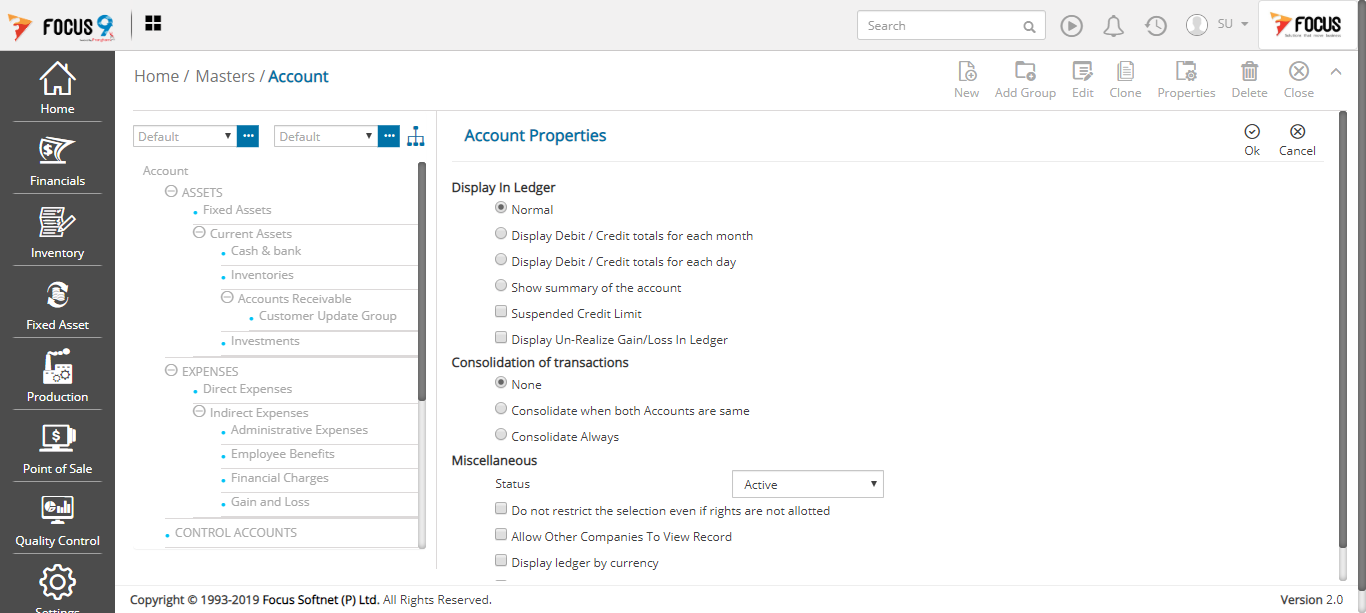 FOCUS 9
Search
SU
FOCUS
Home / Masters / Account
New
Add Group
Edit
Clone
Properties
Delete
Close
Home
Financials
Inventory
Fixed Asset
Production
Point of Sale
Quality Control
Settings
Default
Default
Account
ASSETS
Fixed Assets
Current Assets
Cash & bank
Inventories
Accounts Receivable
Customer Update Group
Investments
EXPENSES
Direct Expenses
Indirect Expenses
Administrative Expenses
Employee Benefits
Financial Charges
Gain and Loss
CONTROL ACCOUNTS
Account Properties
Ok
Cancel
Display In Ledger
Normal
Display Debit / Credit totals for each month
Display Debit / Credit totals for each day
Show summary of the account
Suspended Credit Limit
Display Un-Realize Gain/Loss In Ledger
Consolidation of transactions
None
Consolidate when both Accounts are same
Consolidate Always
Miscellaneous
Status
Active
Do not restrict the selection even if rights are not allotted
Allow Other Companies To View Record
Display ledger by currency
Copyright © 1993-2019 Focus Softnet (P) Ltd. All Rights Reserved.
Version 2.0